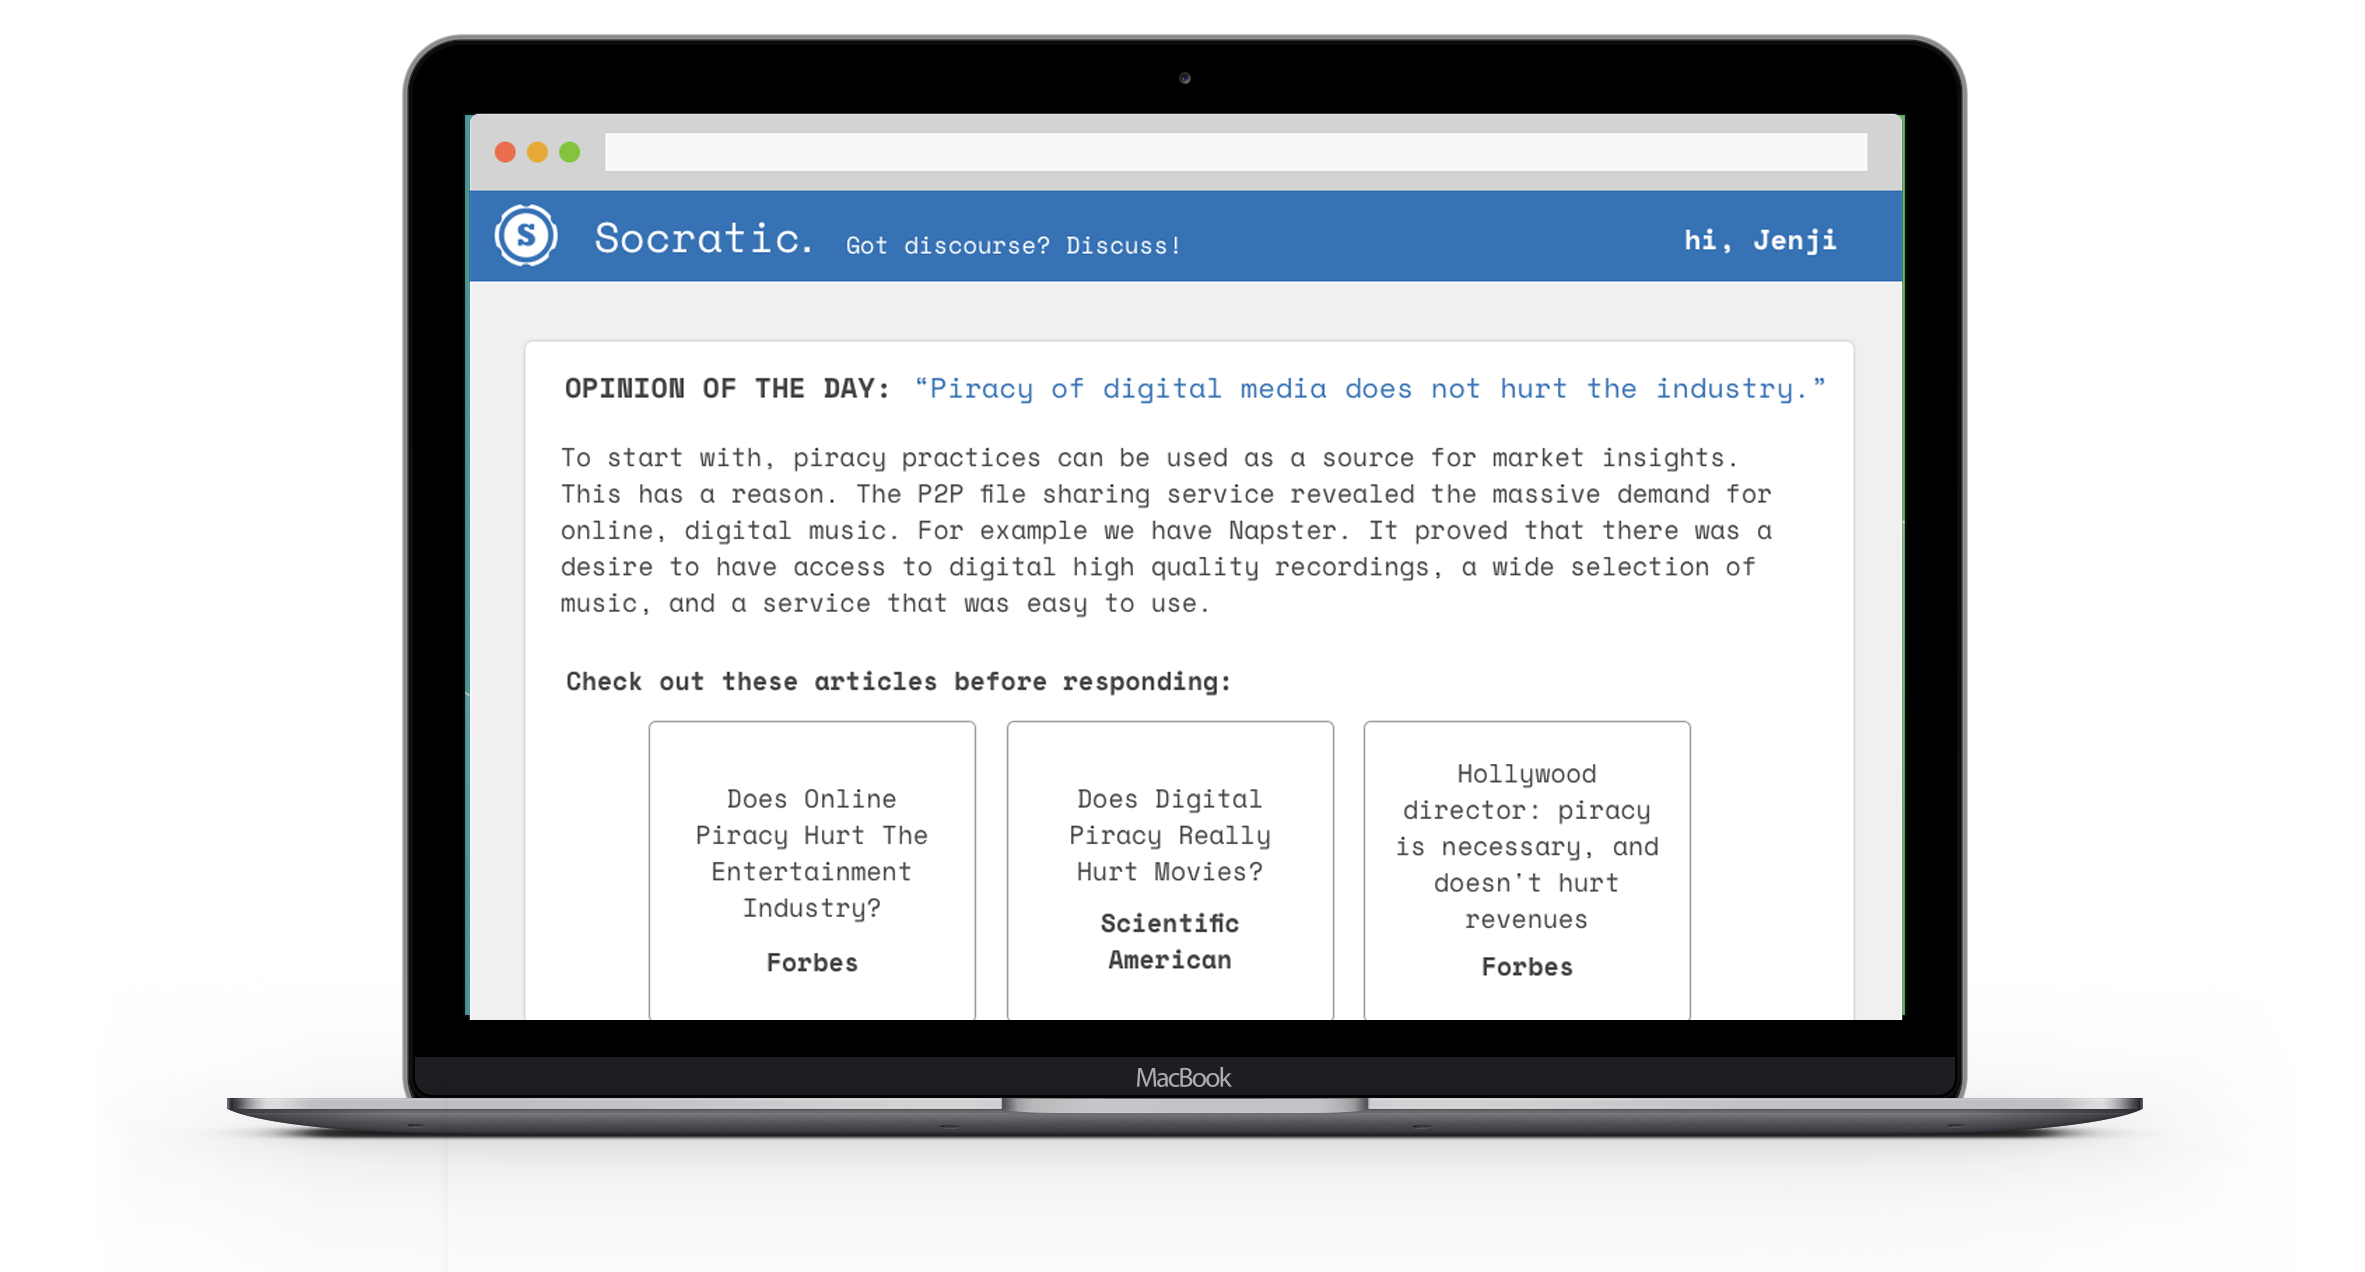 S
Socratic. Got discourse? Discuss! hi, Jenji
OPINION OF THE DAY: “Piracy of digital media does not hurt the industry.”
To start with, piracy practices can be used as a source for market insights.
This has a reason. The P2P file sharing service revealed the massive demand for
online, digital music. For example we have Napster. It proved that there was a
desire to have access to digital high quality recordings, a wide selection of
music, and a service that was easy to use.
Check out these articles before responding:
Does Online
Piracy Hurt The
Entertainment
Industry?
Forbes
Does Digital
Piracy Really
Hurt Movies?
Scientific
American
Hollywood
director: piracy
is necessary, and
doesn't hurt
revenues
Forbes
MacBook